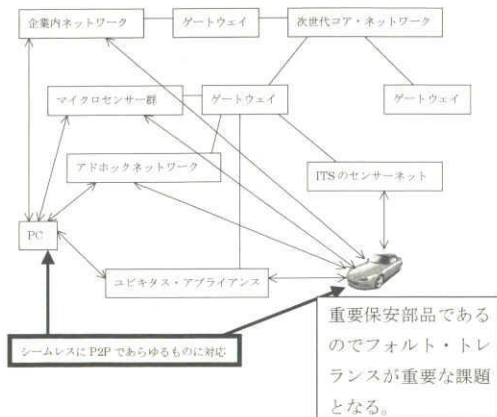 企業内ネットワーク
ゲートウェイ
次世代コア・ネットワーク
マイクロセンサー群
ゲートウェイ
ゲートウェイ
アドホックネットワーク
ITSのセンサーネット
PC
ユビキタス・アプライアンス
シームレスにP2Pであらゆるものに対応
重要保安部品である
のでフォルト・トレ
ランスが重要な課題
となる。